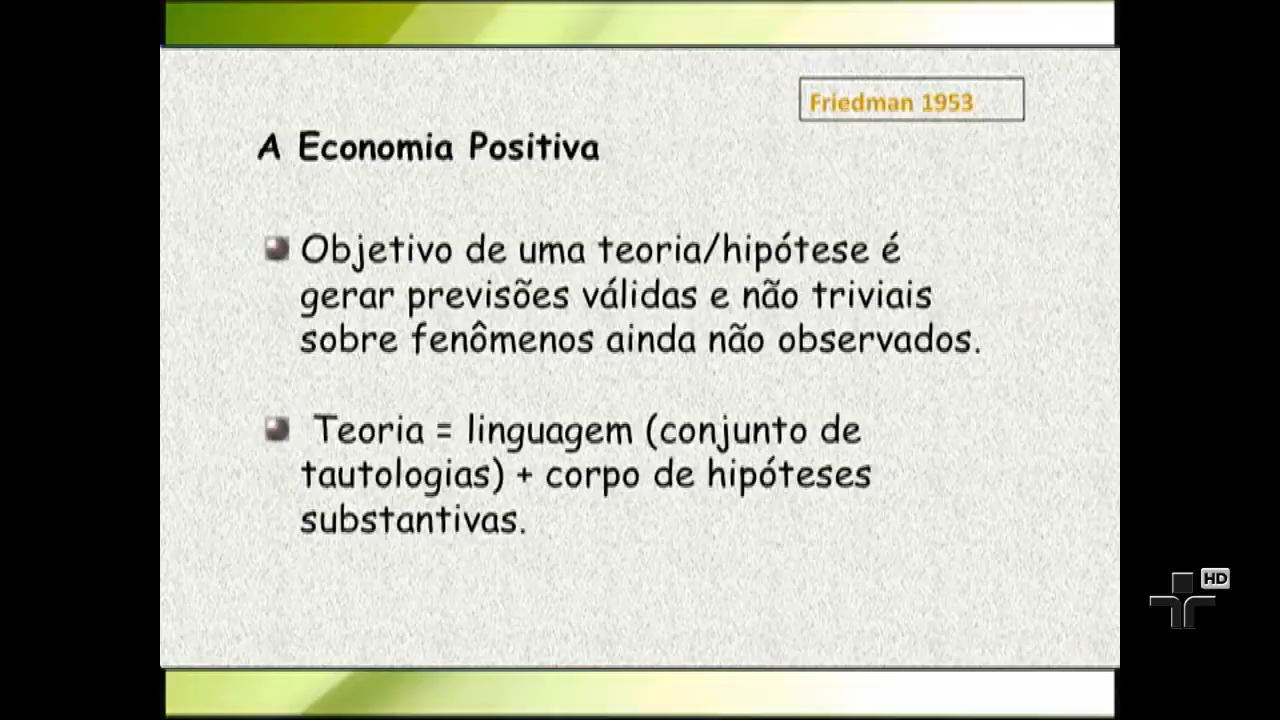 Friedman 1953
A Economia Positiva
Objetivo de uma teoria/hipótese é
gerar previsões válidas e não triviais
sobre fenômenos ainda não observados.
Teoria = linguagem (conjunto de
tautologias) + corpo de hipóteses
substantivas.
HD